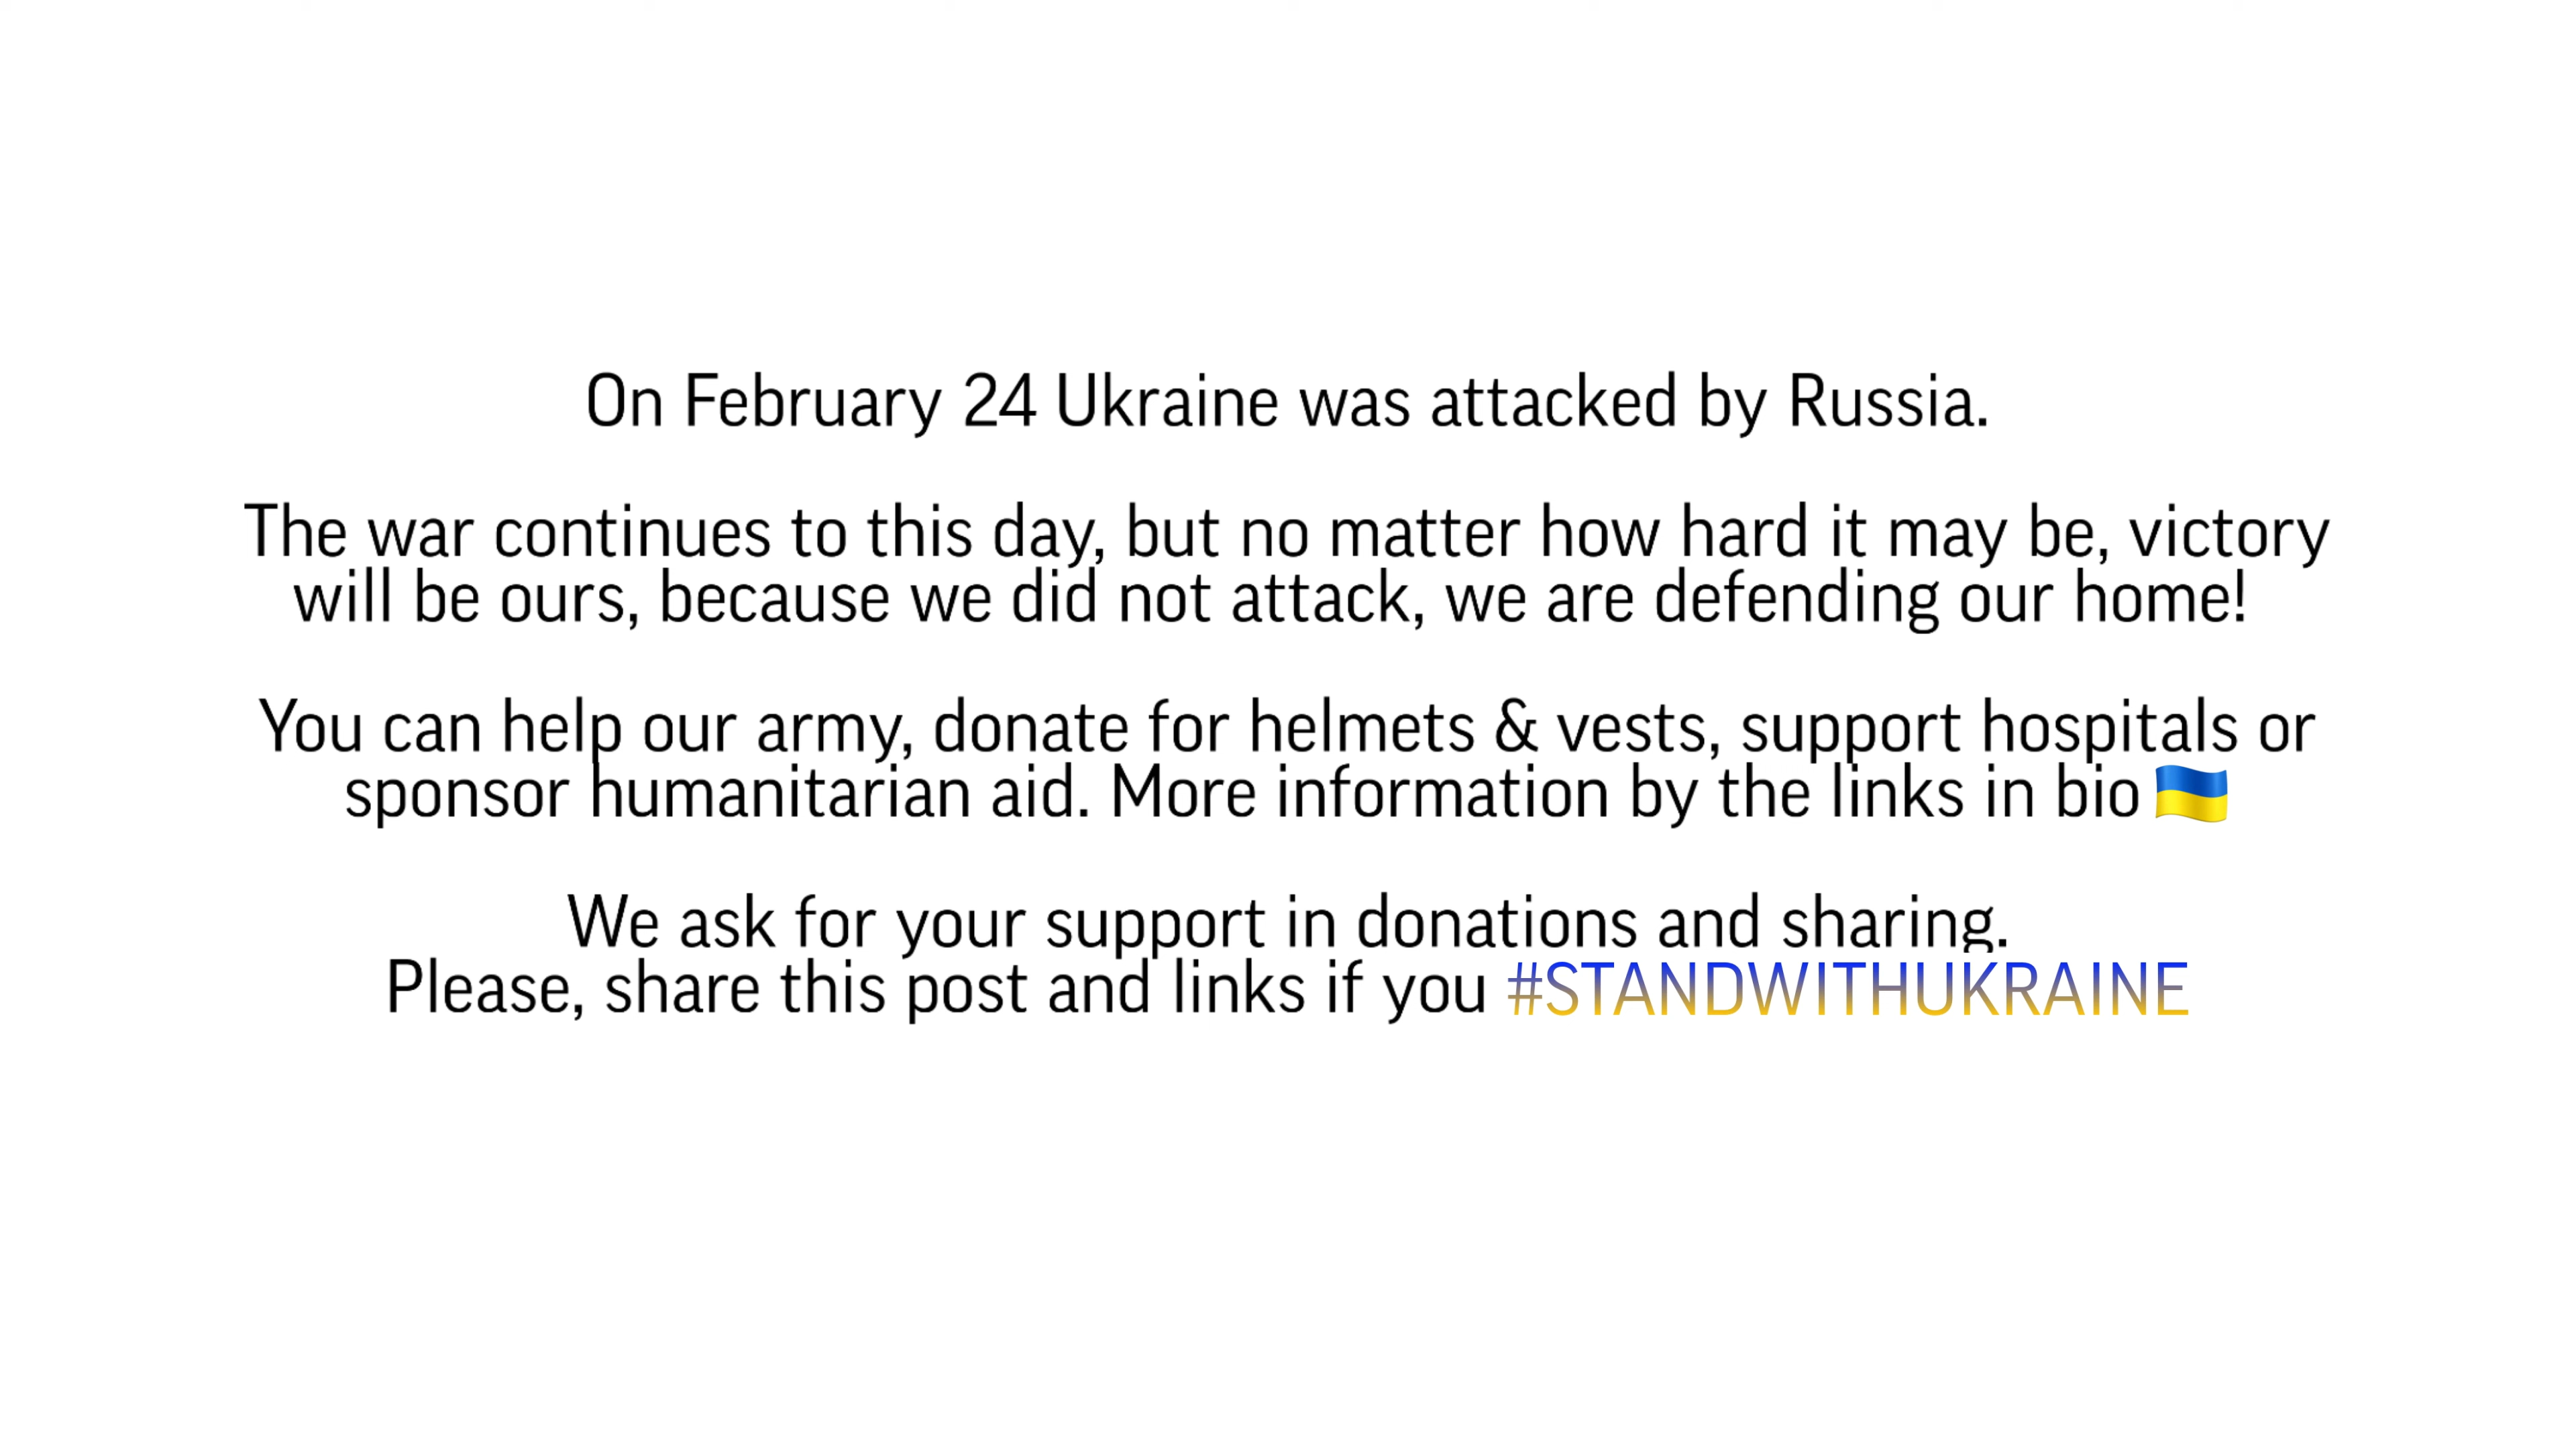 On February 24 Ukraine was attacked by Russia.
The war continues to this day, but no matter how hard it may be, victory
will be ours, because we did not attack, we are defending our home!
You can help our army, donate for helmets & vests, support hospitals or
sponsor humanitarian aid. More information by the links in bio 🇺🇦
We ask for your support in donations and sharing.
Please, share this post and links if you #STANDWITHUKRAINE